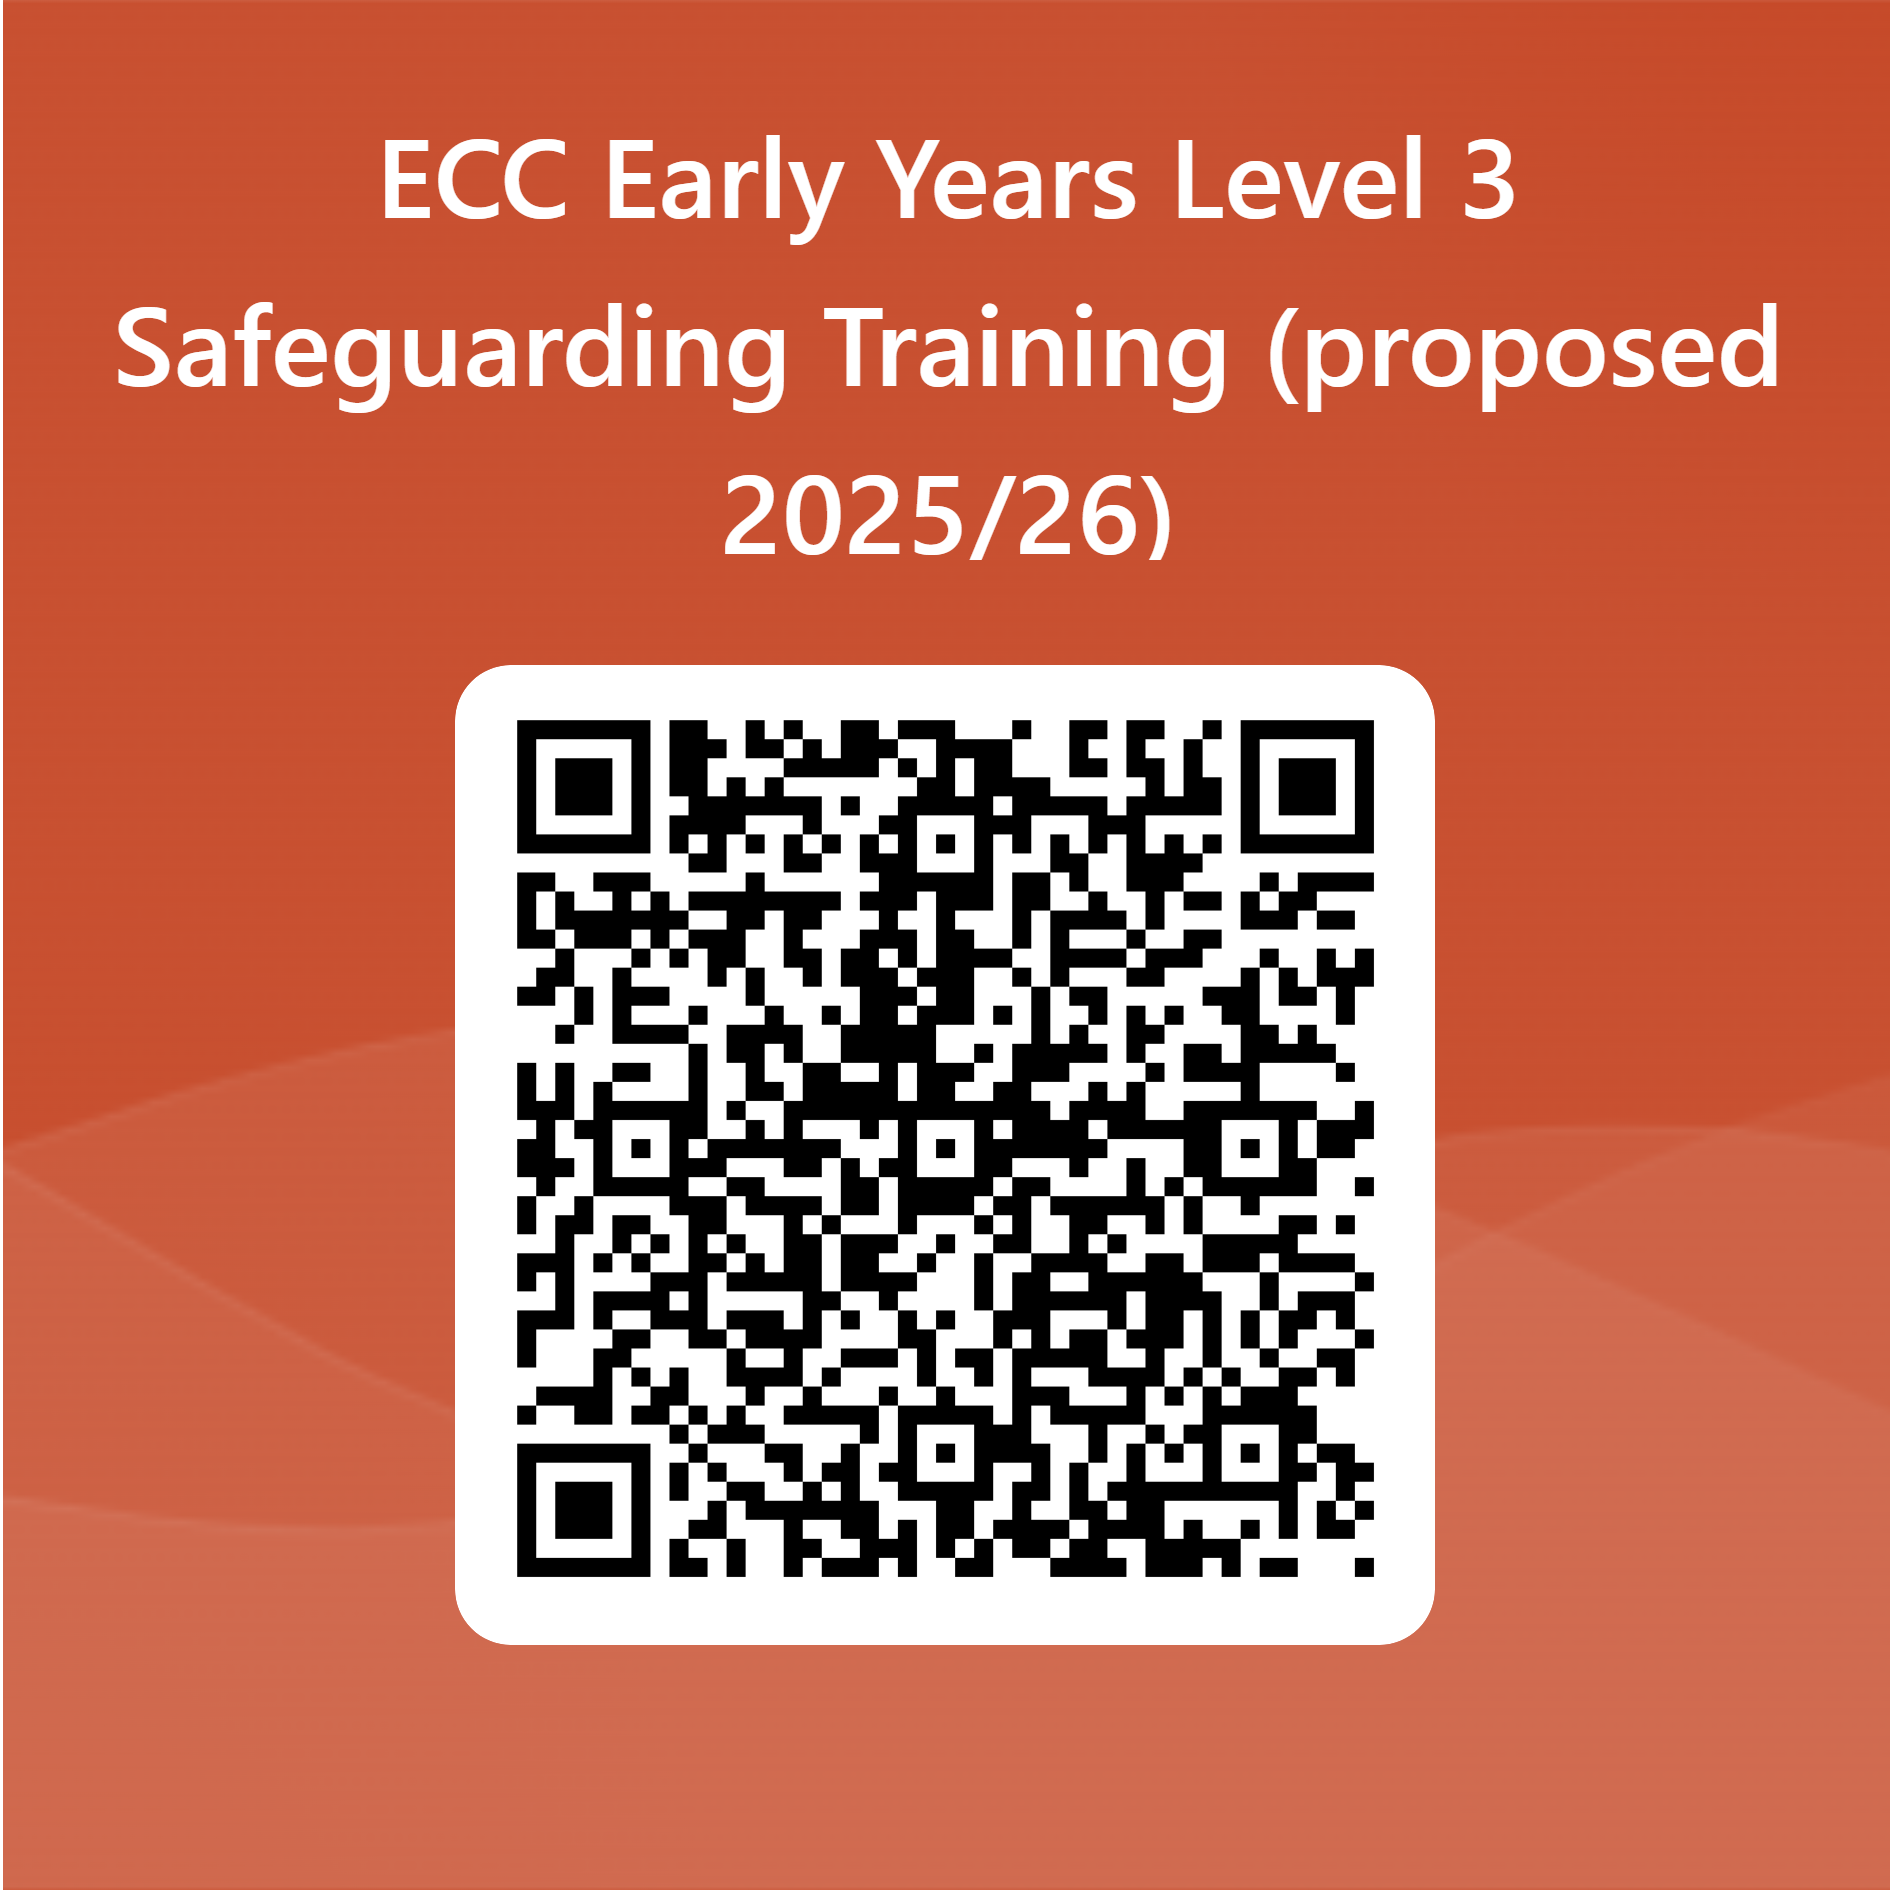 ECC Early Years Level 3
Safeguarding Training (proposed
2025/26)